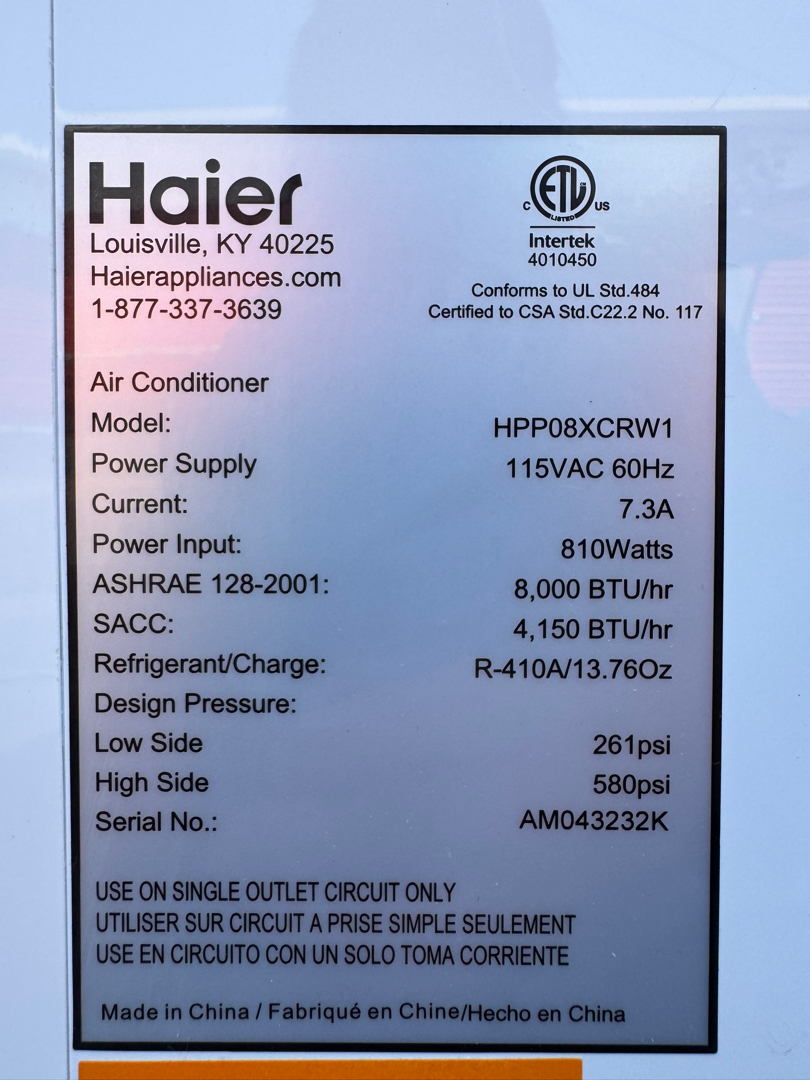 Haier
Louisville, KY 40225
Haierappliances.com
1-877-337-3639
ETL
LISTED
C US
Intertek
4010450
Conforms to UL Std.484
Certified to CSA Std.C22.2 No. 117
Air Conditioner
Model: HPP08XCRW1
Power Supply 115VAC 60Hz
Current: 7.3A
Power Input: 810Watts
ASHRAE 128-2001: 8,000 BTU/hr
SACC: 4,150 BTU/hr
Refrigerant/Charge: R-410A/13.76Oz
Design Pressure:
Low Side 261psi
High Side 580psi
Serial No.: AM043232K
USE ON SINGLE OUTLET CIRCUIT ONLY
UTILISER SUR CIRCUIT A PRISE SIMPLE SEULEMENT
USE EN CIRCUITO CON UN SOLO TOMA CORRIENTE
Made in China / Fabriqué en Chine/Hecho en China